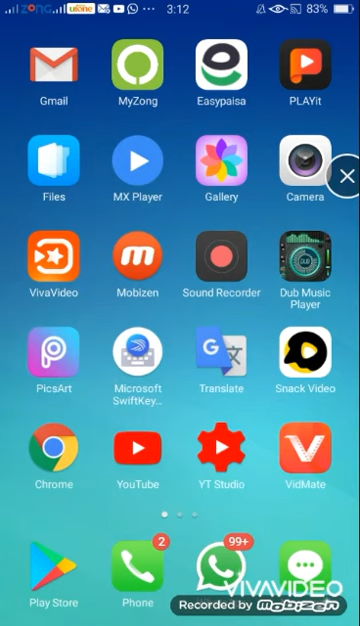 ZONG ufone ... 3:12 83%
Gmail MyZong Easypaisa PLAYit
Files MX Player Gallery Camera
VivaVideo Mobizen Sound Recorder Dub Music
Player
PicsArt Microsoft Translate Snack Video
SwiftKey...
Chrome YouTube YT Studio VidMate
2 99+
Play Store Phone
VIVAVIDEO
Recorded by mobizen